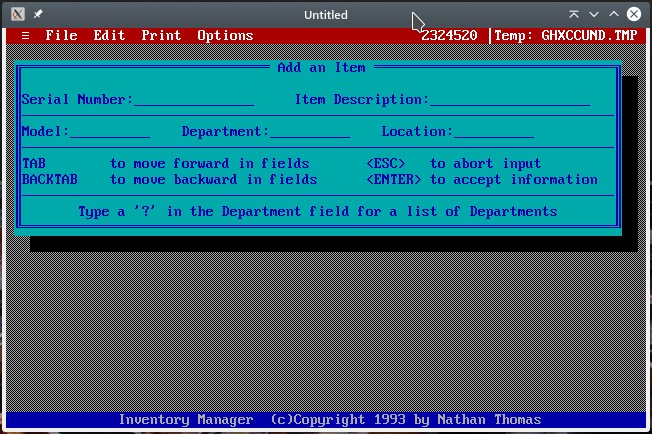 Untitled
≡ File Edit Print Options 2324520 |Temp: GHXCCUND.TMP
Add an Item
Serial Number:_______________ Item Description:____________________
Model:__________ Department:__________ Location:__________
TAB to move forward in fields <ESC> to abort input
BACKTAB to move backward in fields <ENTER> to accept information
Type a '?' in the Department field for a list of Departments
Inventory Manager (c)Copyright 1993 by Nathan Thomas